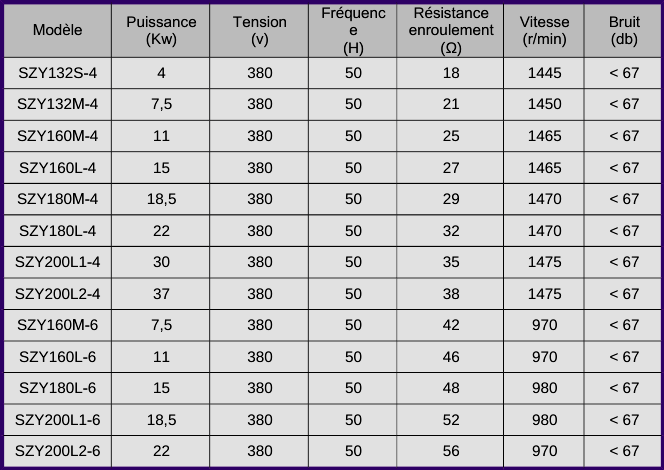 Modèle Puissance (Kw) Tension (v) Fréquence (H) Résistance enroulement (Ω) Vitesse (r/min) Bruit (db)
SZY132S-4 4 380 50 18 1445 < 67
SZY132M-4 7,5 380 50 21 1450 < 67
SZY160M-4 11 380 50 25 1465 < 67
SZY160L-4 15 380 50 27 1465 < 67
SZY180M-4 18,5 380 50 29 1470 < 67
SZY180L-4 22 380 50 32 1470 < 67
SZY200L1-4 30 380 50 35 1475 < 67
SZY200L2-4 37 380 50 38 1475 < 67
SZY160M-6 7,5 380 50 42 970 < 67
SZY160L-6 11 380 50 46 970 < 67
SZY180L-6 15 380 50 48 980 < 67
SZY200L1-6 18,5 380 50 52 980 < 67
SZY200L2-6 22 380 50 56 970 < 67